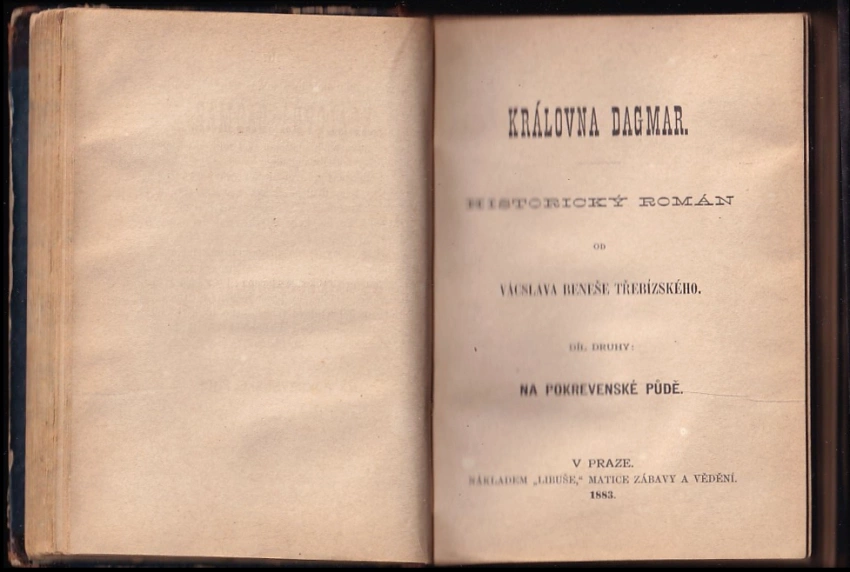 KRÁLOVNA DAGMAR.
HISTORICKÝ ROMÁN
OD
VÁCSLAVA BENEŠE TŘEBÍZSKÉHO.
DÍL DRUHÝ:
NA POKREVENSKÉ PŮDĚ.
V PRAZE.
NÁKLADEM „LIBUŠE,“ MATICE ZÁBAVY A VĚDĚNÍ.
1883.